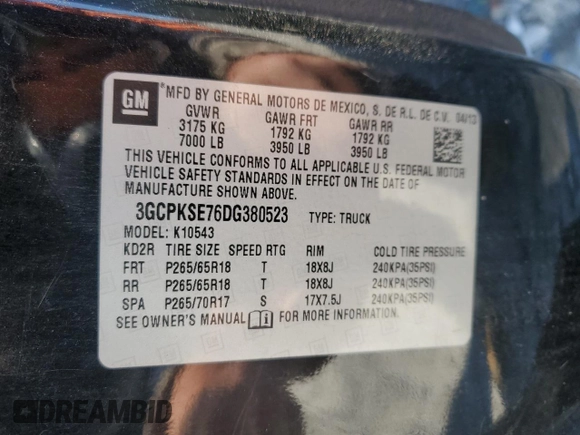 GM
*MFD BY GENERAL MOTORS DE MEXICO, S. DE R.L. DE C.V. 04/13
GVWR GAWR FRT GAWR RR
3175 KG 1792 KG 1792 KG
7000 LB 3950 LB 3950 LB
THIS VEHICLE CONFORMS TO ALL APPLICABLE U.S. FEDERAL MOTOR
VEHICLE SAFETY STANDARDS IN EFFECT ON THE DATE OF
MANUFACTURE SHOWN ABOVE.
3GCPKSE76DG380523 TYPE: TRUCK
MODEL: K10543
KD2R TIRE SIZE SPEED RTG RIM COLD TIRE PRESSURE
FRT P265/65R18 T 18X8J 240KPA(35PSI)
RR P265/65R18 T 18X8J 240KPA(35PSI)
SPA P265/70R17 S 17X7.5J 240KPA(35PSI)
SEE OWNER'S MANUAL FOR MORE INFORMATION.
DREAMBID